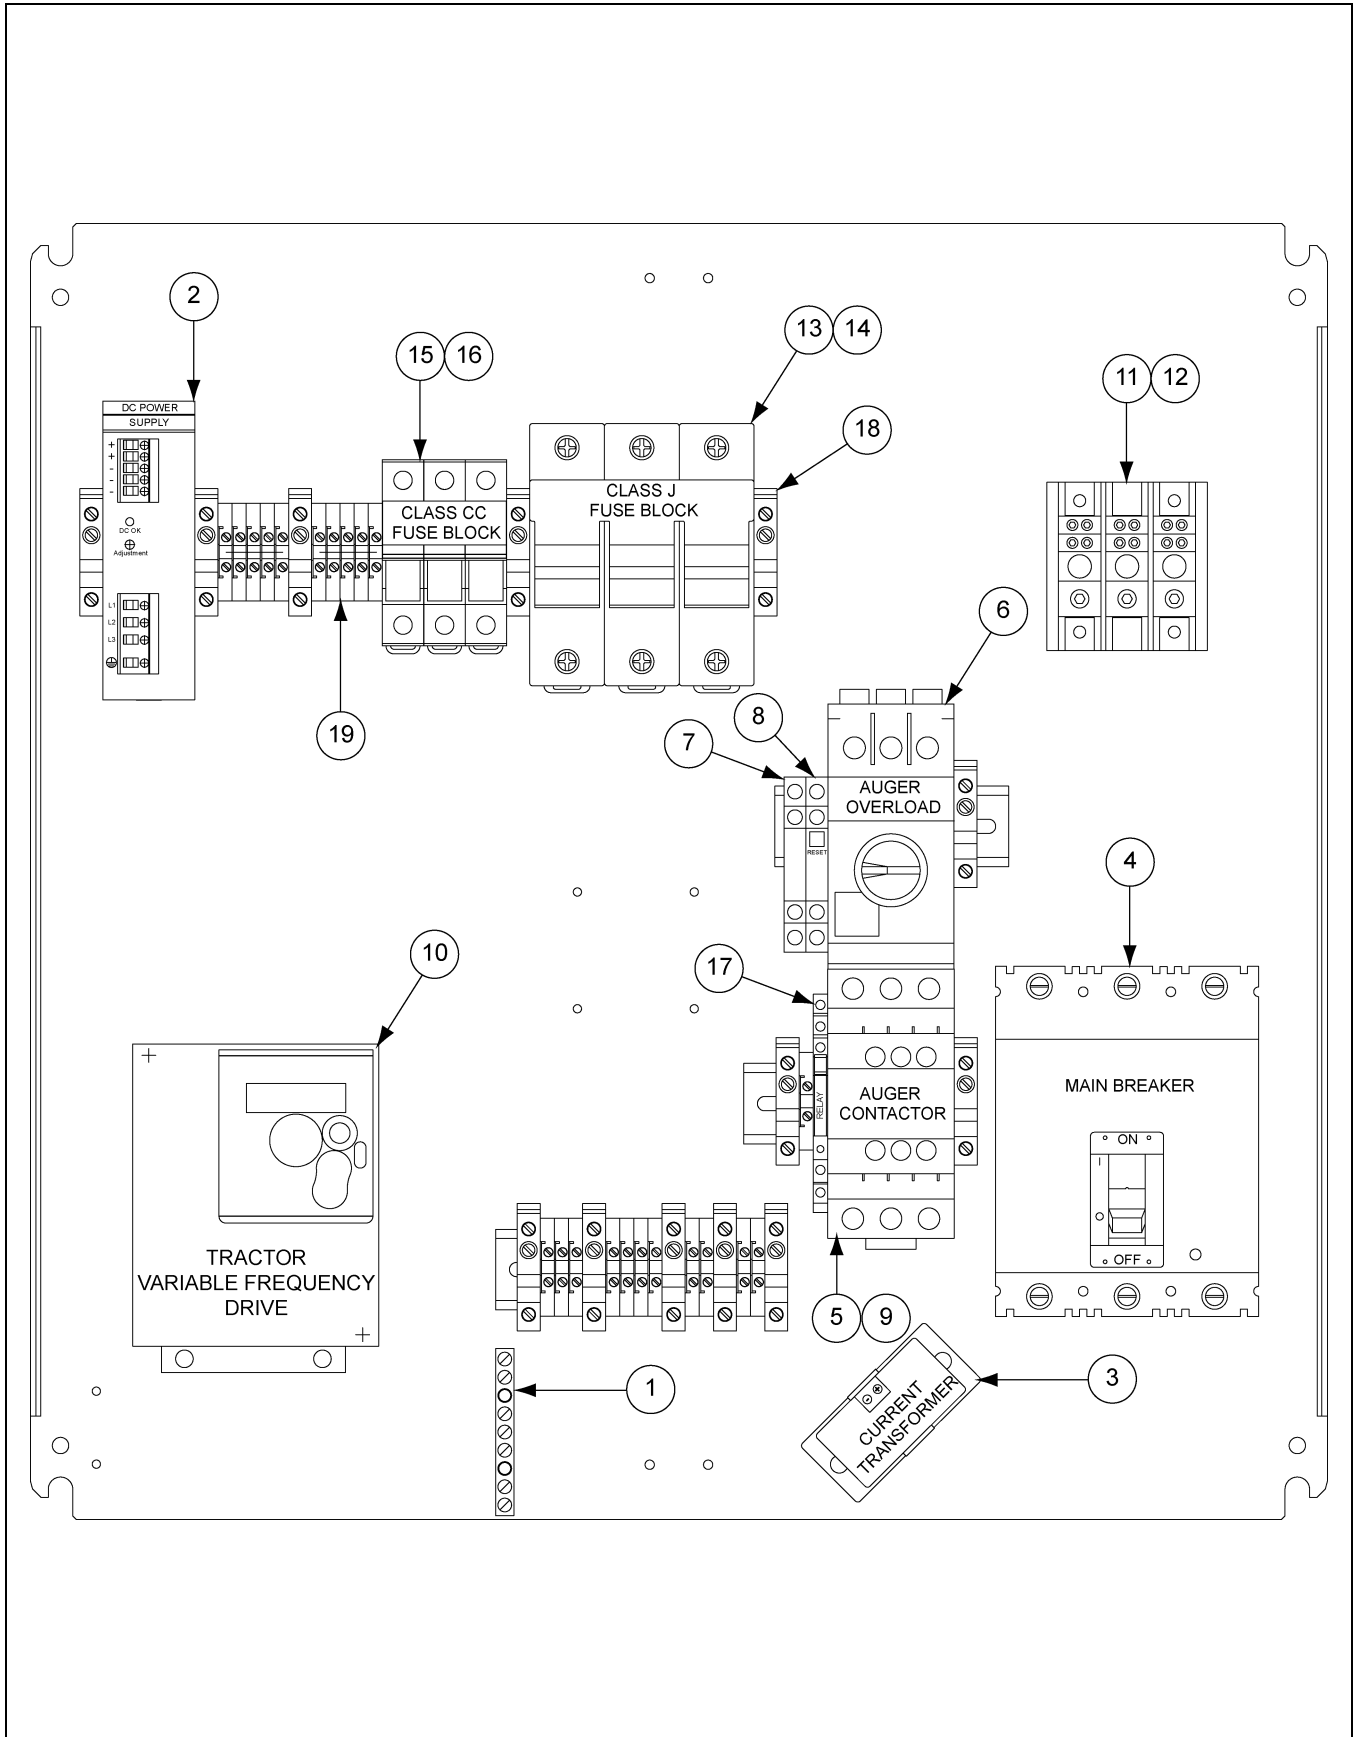 2
13 14
15 16
11 12
18
DC POWER
SUPPLY
+
+
-
-
-
DC OK
Adjustment
L1
L2
L3
CLASS CC
FUSE BLOCK
CLASS J
FUSE BLOCK
19
6
8
7
AUGER
OVERLOAD
RESET
4
10
17
MAIN BREAKER
ON
I
OFF
RELAY
AUGER
CONTACTOR
TRACTOR
VARIABLE FREQUENCY
DRIVE
5 9
1
3
CURRENT
TRANSFORMER